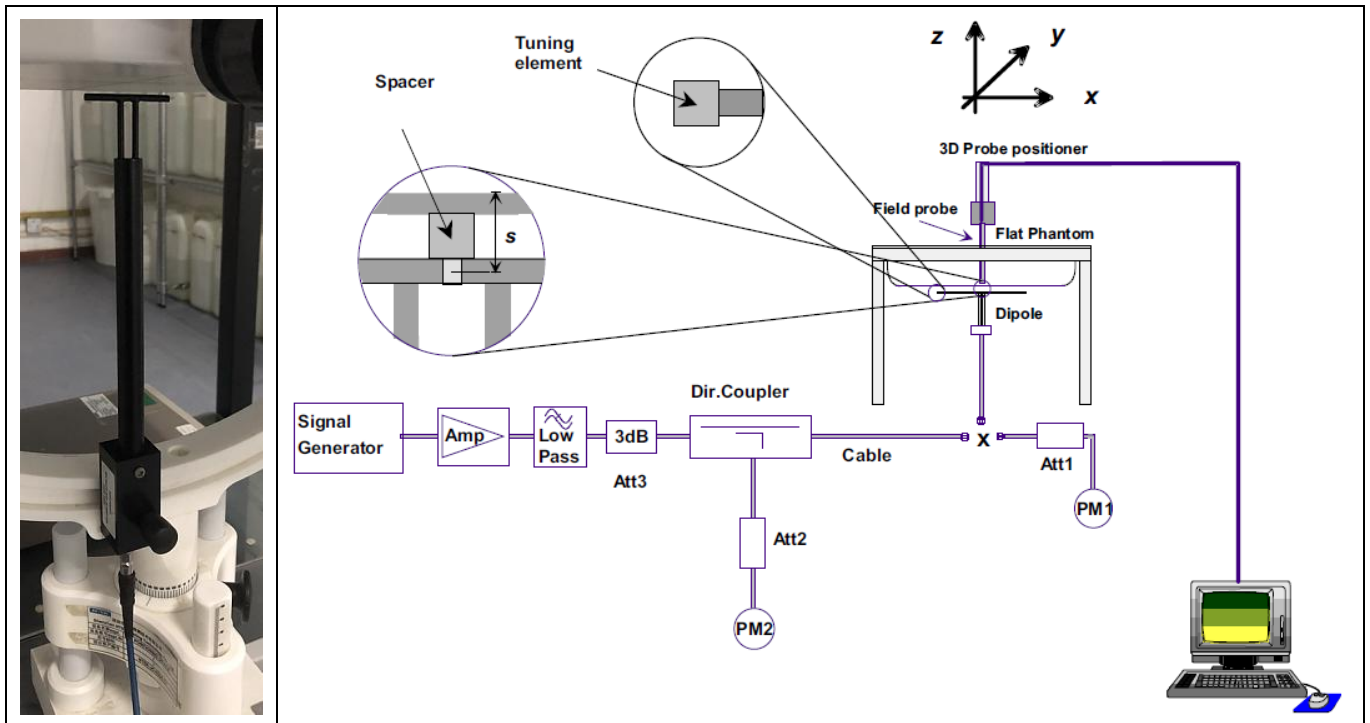 Tuning
element
Spacer
s
z
y
x
3D Probe positioner
Field probe
Flat Phantom
Dipole
Dir.Coupler
Signal
Generator
Amp
Low
Pass
3dB
Att3
Cable
x
Att1
PM1
Att2
PM2